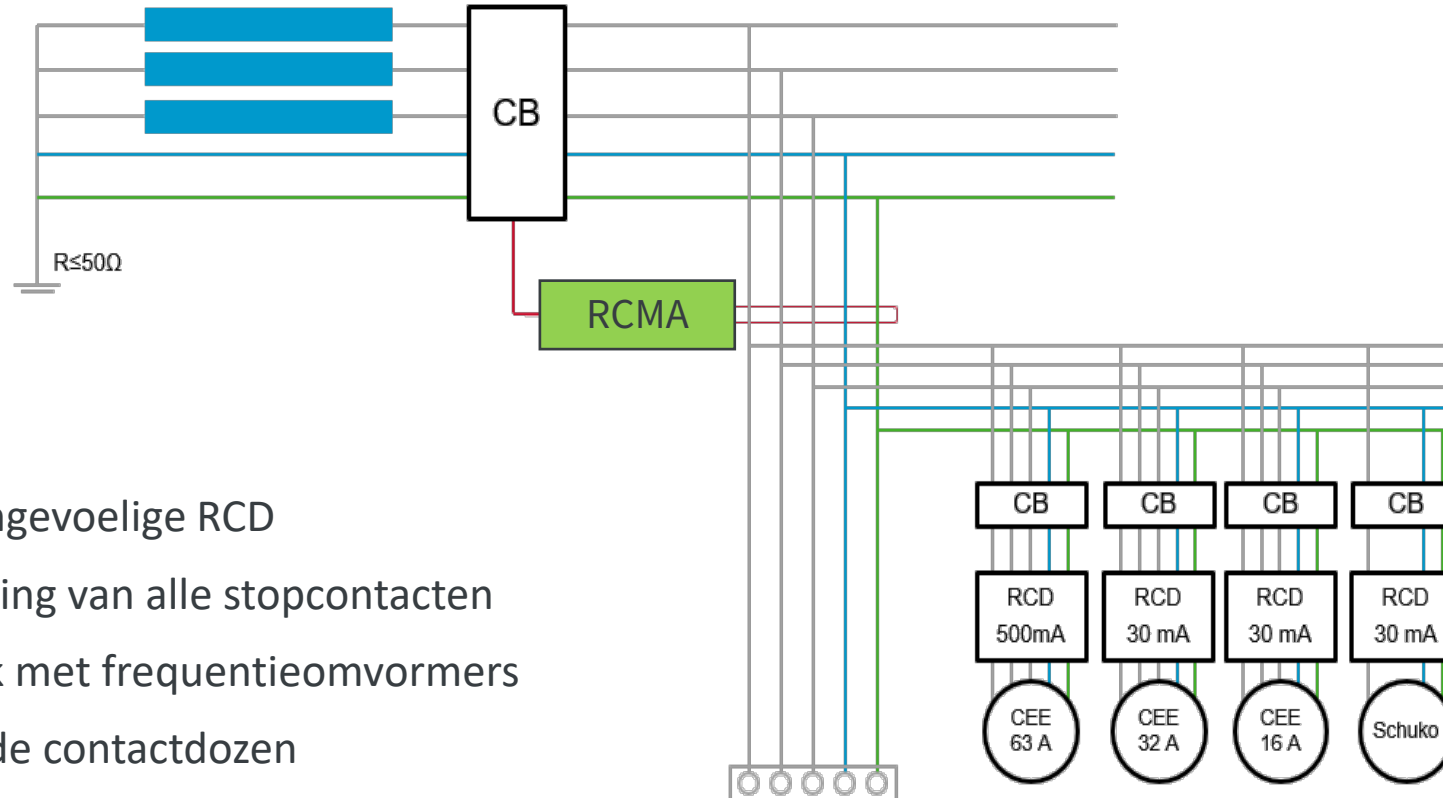 CB
R≤50Ω
RCMA
ngevoelige RCD
ing van alle stopcontacten
k met frequentieomvormers
de contactdozen
CB
CB
CB
CB
RCD
500mA
RCD
30 mA
RCD
30 mA
RCD
30 mA
CEE
63 A
CEE
32 A
CEE
16 A
Schuko